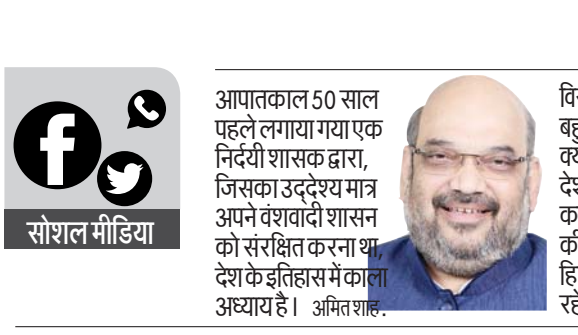 सोशल मीडिया
आपातकाल 50 साल
पहले लगाया गया एक
निर्दयी शासक द्वारा,
जिसका उद्देश्य मात्र
अपने वंशवादी शासन
को संरक्षित करना था,
देश के इतिहास में काला
अध्याय है। अमित शाह.